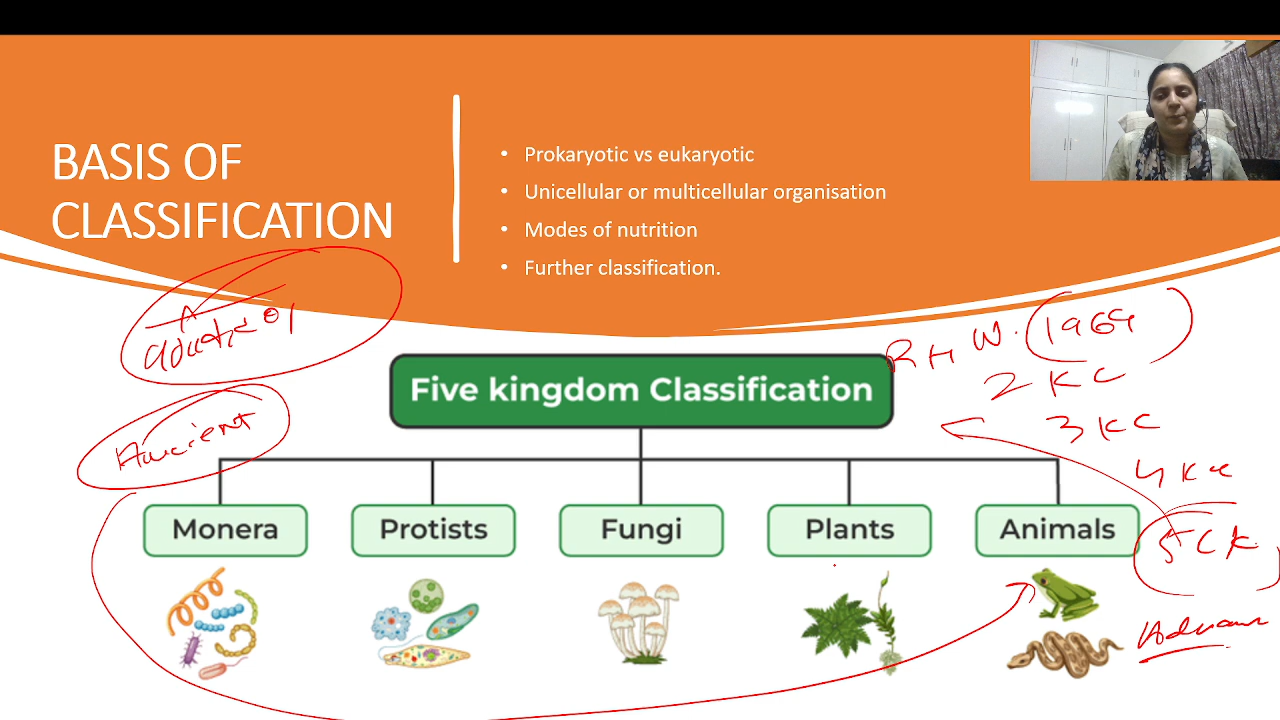 BASIS OF
CLASSIFICATION
• Prokaryotic vs eukaryotic
• Unicellular or multicellular organisation
• Modes of nutrition
• Further classification.
R H W. 1969
2 KC
3 KC
4 KC
5 CK
Ancient
Five kingdom Classification
Monera
Protists
Fungi
Plants
Animals